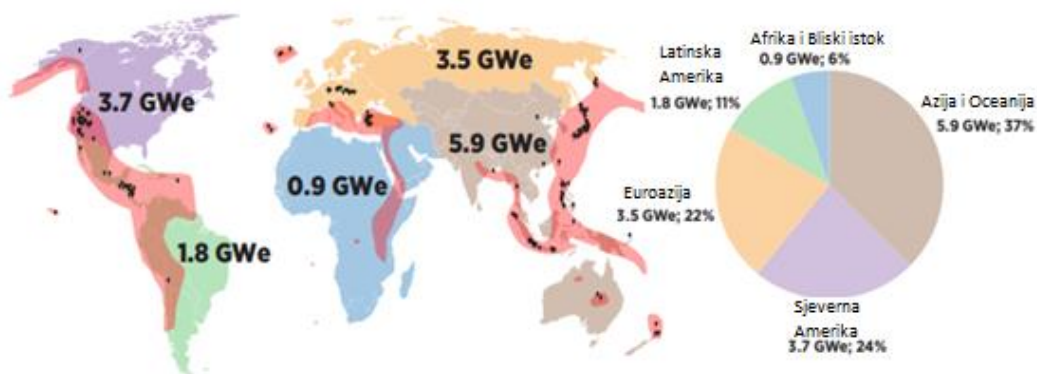 3.7 GWe
1.8 GWe
0.9 GWe
3.5 GWe
5.9 GWe
Latinska
Amerika
1.8 GWe; 11%
Afrika i Bliski istok
0.9 GWe; 6%
Azija i Oceanija
5.9 GWe; 37%
Euroazija
3.5 GWe; 22%
Sjeverna
Amerika
3.7 GWe; 24%